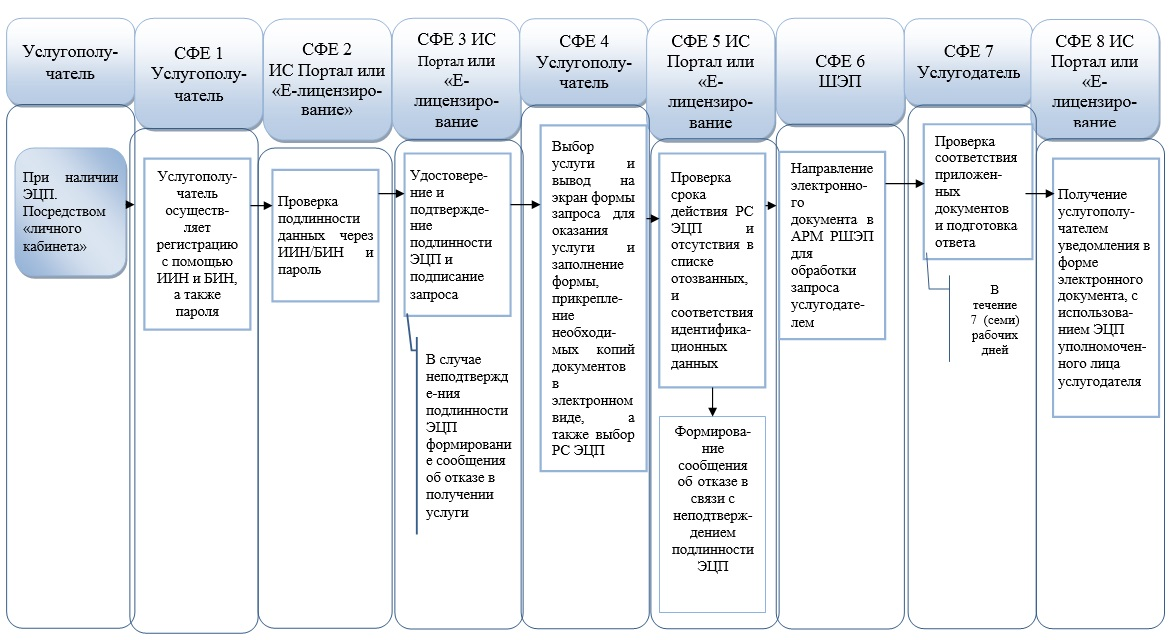 Услугополу-
чатель
При наличии
ЭЦП.
Посредством
«личного
кабинета»
СФЕ 1
Услугополу-
чатель
Услугополу-
чатель
осуществ-
ляет
регистрацию
с помощью
ИИН и БИН,
а также
пароля
СФЕ 2
ИС Портал или
«Е-лицензиро-
вание»
Проверка
подлинности
данных через
ИИН/БИН и
пароль
СФЕ 3 ИС
Портал или
«Е-
лицензиро-
вание
Удостовере-
ние и
подтвержде-
ние
подлинности
ЭЦП и
подписание
запроса
В случае
неподтвержд
е-ния
подлинности
ЭЦП
формировани
е сообщения
об отказе в
получении
услуги
СФЕ 4
Услугополу-
чатель
Выбор
услуги и
вывод на
экран формы
запроса для
оказания
услуги и
заполнение
формы,
прикрепле-
ние
необходи-
мых копий
документов
в
электронном
виде, а
также выбор
РС ЭЦП
СФЕ 5 ИС
Портал или
«Е-
лицензиро-
вание
Проверка
срока
действия РС
ЭЦП и
отсутствия в
списке
отозванных,
и
соответствия
идентифика-
ционных
данных
Формирова-
ние
сообщения
об отказе в
связи с
неподтверж-
дением
подлинности
ЭЦП
СФЕ 6
ШЭП
Направление
электронно-
го
документа в
АРМ РШЭП
для
обработки
запроса
услугодате-
лем
СФЕ 7
Услугодатель
Проверка
соответствия
приложен-
ных
документов
и подготовка
ответа
В
течение
7 (семи)
рабочих
дней
СФЕ 8 ИС
Портал или
«Е-
лицензиро-
вание
Получение
услугополу-
чателем
уведомления в
форме
электронного
документа, с
использова-
нием ЭЦП
уполномочен-
ного лица
услугодателя